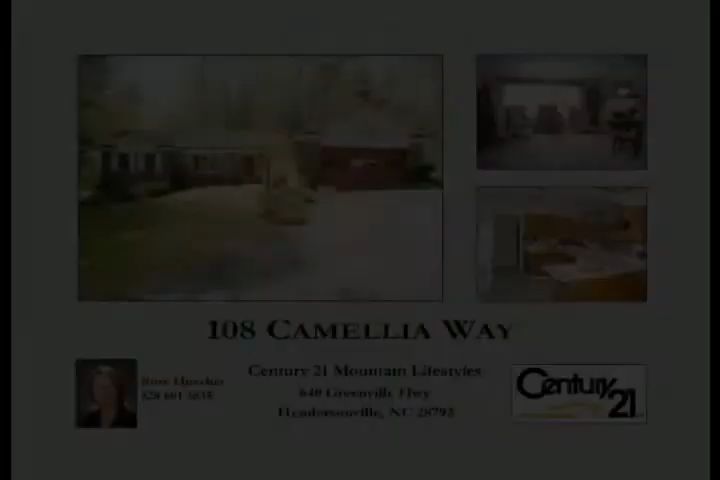 108 CAMELLIA WAY
Century 21 Mountain Lifestyles
640 Greenville Hwy
Hendersonville, NC 28792
Century 21